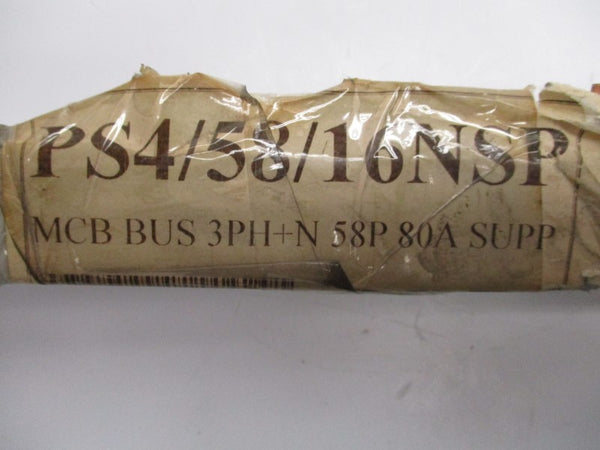 PS4/58/16NSP
MCB BUS 3PH+N 58P 80A SUPP